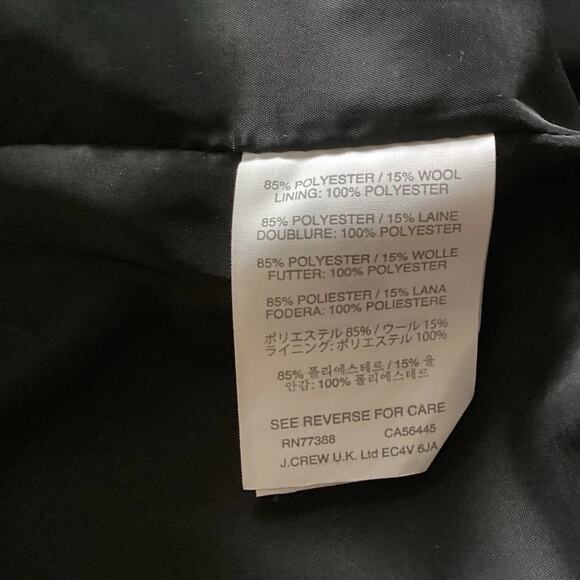 85% POLYESTER / 15% WOOL
LINING: 100% POLYESTER
85% POLYESTER / 15% LAINE
DOUBLURE: 100% POLYESTER
85% POLYESTER / 15% WOLLE
FUTTER: 100% POLYESTER
85% POLIESTER / 15% LANA
FODERA: 100% POLIESTERE
ポリエステル 85% / ウール 15%
ライニング: ポリエステル 100%
85% 폴리에스테르 / 15% 울
안감: 100% 폴리에스테르
SEE REVERSE FOR CARE
RN77388 CA56445
J.CREW U.K. Ltd EC4V 6JA